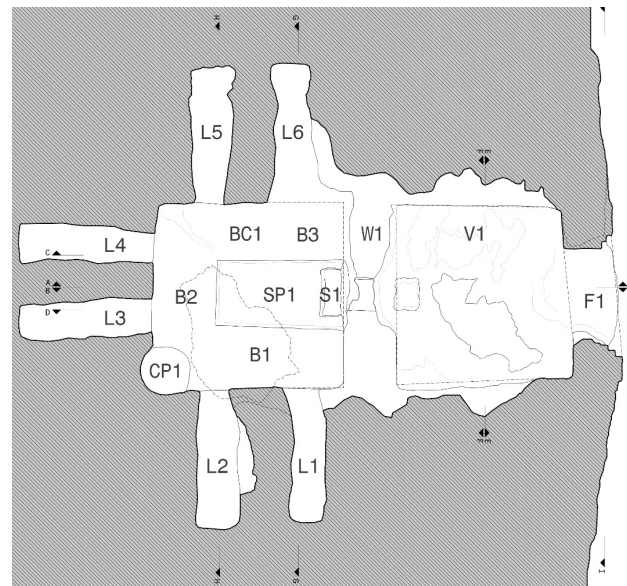 H G
I
L5 L6
E E
F F
BC1 B3 W1 V1
L4
C
A
B
B2 SP1 S1 F1
D
L3
B1
CP1
L2 L1
E E
F F
H G
I